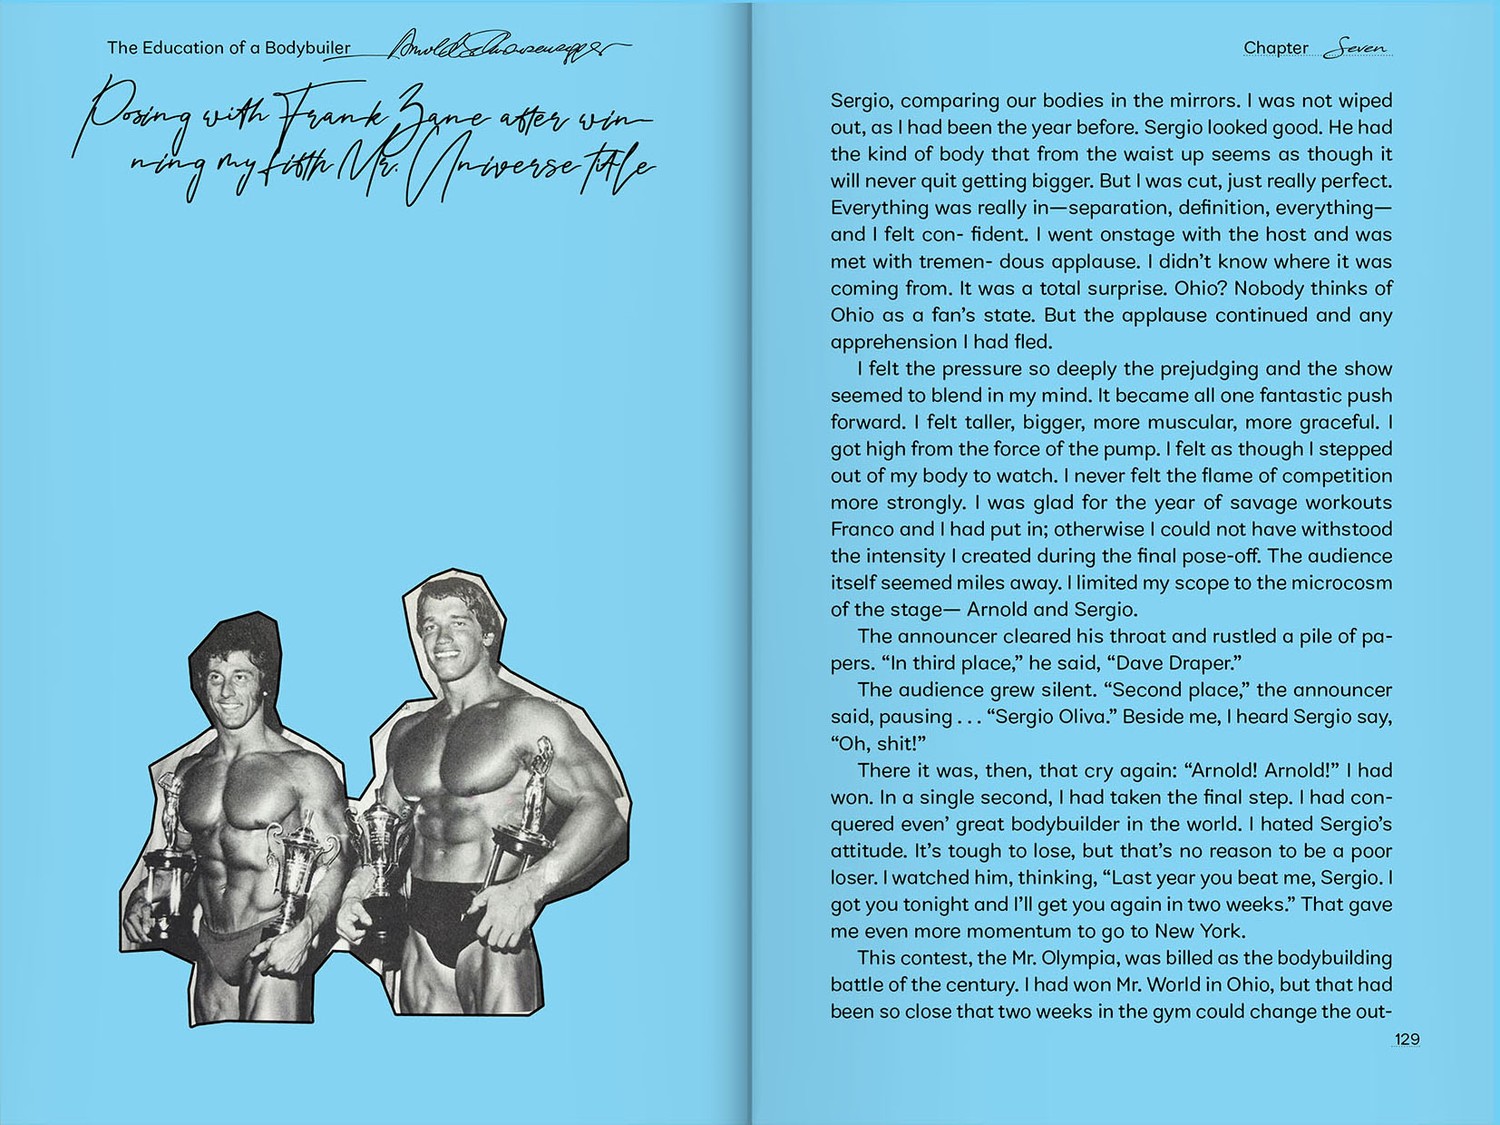 The Education of a Bodybuiler Arnold Schwarzenegger
Posing with Frank Zane after win-
ning my fifth Mr. Universe title
Chapter Seven
Sergio, comparing our bodies in the mirrors. I was not wiped
out, as I had been the year before. Sergio looked good. He had
the kind of body that from the waist up seems as though it
will never quit getting bigger. But I was cut, just really perfect.
Everything was really in—separation, definition, everything—
and I felt con- fident. I went onstage with the host and was
met with tremen- dous applause. I didn’t know where it was
coming from. It was a total surprise. Ohio? Nobody thinks of
Ohio as a fan’s state. But the applause continued and any
apprehension I had fled.
I felt the pressure so deeply the prejudging and the show
seemed to blend in my mind. It became all one fantastic push
forward. I felt taller, bigger, more muscular, more graceful. I
got high from the force of the pump. I felt as though I stepped
out of my body to watch. I never felt the flame of competition
more strongly. I was glad for the year of savage workouts
Franco and I had put in; otherwise I could not have withstood
the intensity I created during the final pose-off. The audience
itself seemed miles away. I limited my scope to the microcosm
of the stage— Arnold and Sergio.
The announcer cleared his throat and rustled a pile of pa-
pers. “In third place,” he said, “Dave Draper.”
The audience grew silent. “Second place,” the announcer
said, pausing . . . “Sergio Oliva.” Beside me, I heard Sergio say,
“Oh, shit!”
There it was, then, that cry again: “Arnold! Arnold!” I had
won. In a single second, I had taken the final step. I had con-
quered even’ great bodybuilder in the world. I hated Sergio’s
attitude. It’s tough to lose, but that’s no reason to be a poor
loser. I watched him, thinking, “Last year you beat me, Sergio. I
got you tonight and I’ll get you again in two weeks.” That gave
me even more momentum to go to New York.
This contest, the Mr. Olympia, was billed as the bodybuilding
battle of the century. I had won Mr. World in Ohio, but that had
been so close that two weeks in the gym could change the out-
129